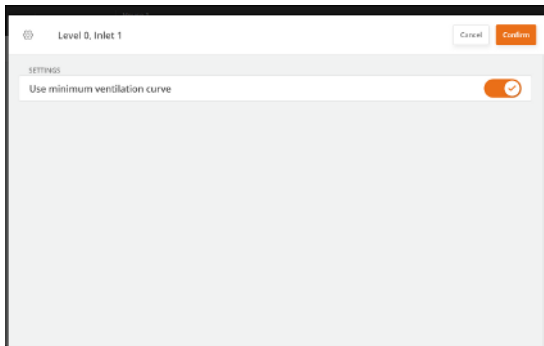 Level 0, Inlet 1
Cancel
Confirm
SETTINGS
Use minimum ventilation curve